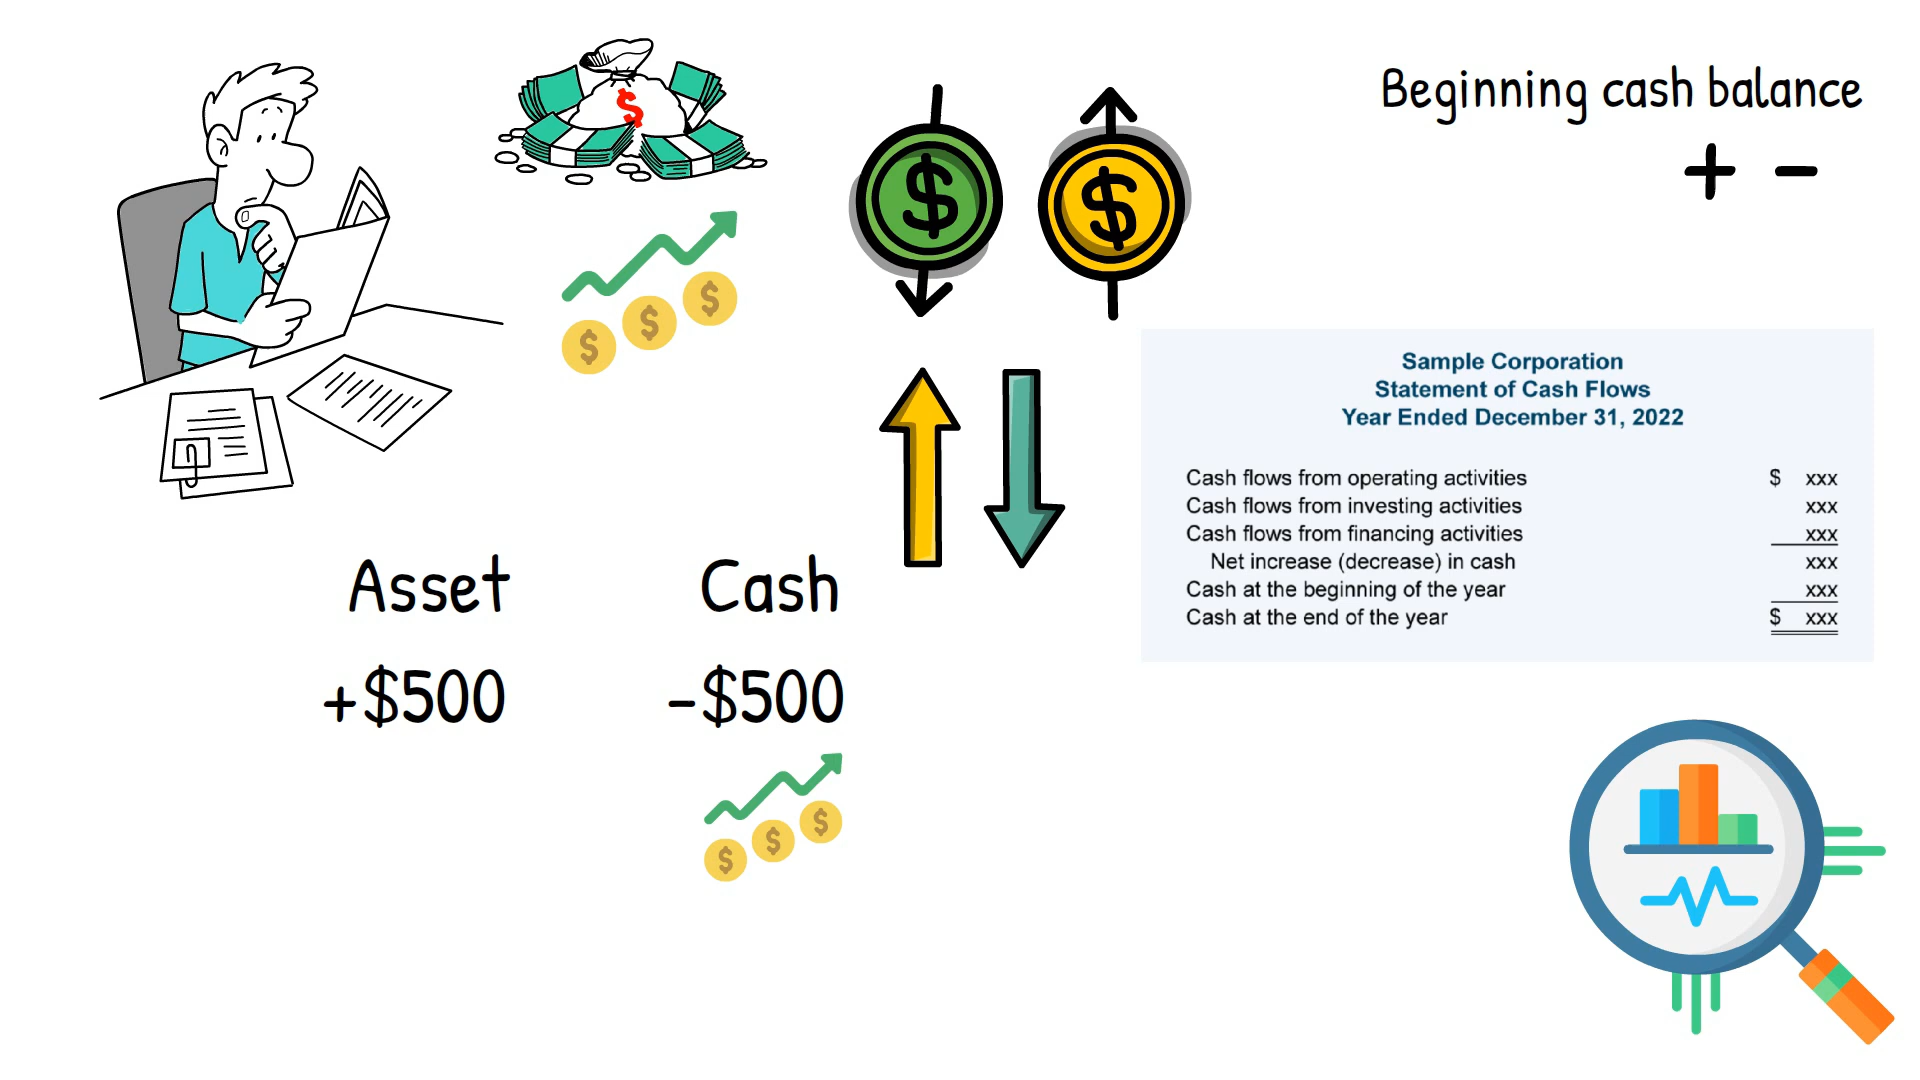 Beginning cash balance
+ -
Sample Corporation
Statement of Cash Flows
Year Ended December 31, 2022
Cash flows from operating activities $ xxx
Cash flows from investing activities xxx
Cash flows from financing activities xxx
Net increase (decrease) in cash xxx
Cash at the beginning of the year xxx
Cash at the end of the year $ xxx
Asset Cash
+$500 -$500